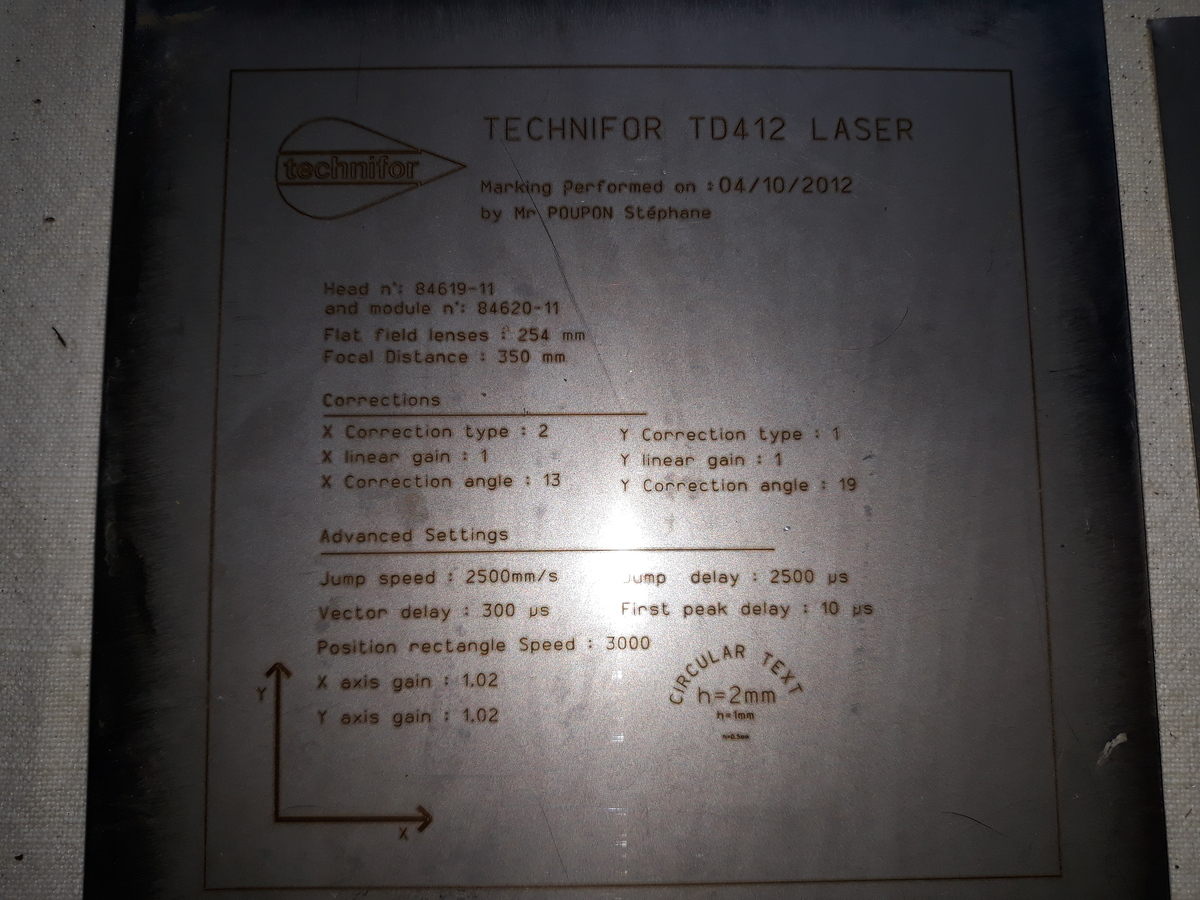 technifor
TECHNIFOR TD412 LASER
Marking Performed on : 04/10/2012
by Mr POUPON Stéphane
Head n°: 84619-11
and module n°: 84620-11
Flat field lenses : 254 mm
Focal Distance : 350 mm
Corrections
X Correction type : 2 Y Correction type : 1
X linear gain : 1 Y linear gain : 1
X Correction angle : 13 Y Correction angle : 19
Advanced Settings
Jump speed : 2500mm/s Jump delay : 2500 µs
Vector delay : 300 µs First peak delay : 10 µs
Position rectangle Speed : 3000
CIRCULAR TEXT
h=2mm
h=1mm
X axis gain : 1.02
Y axis gain : 1.02
Y
X